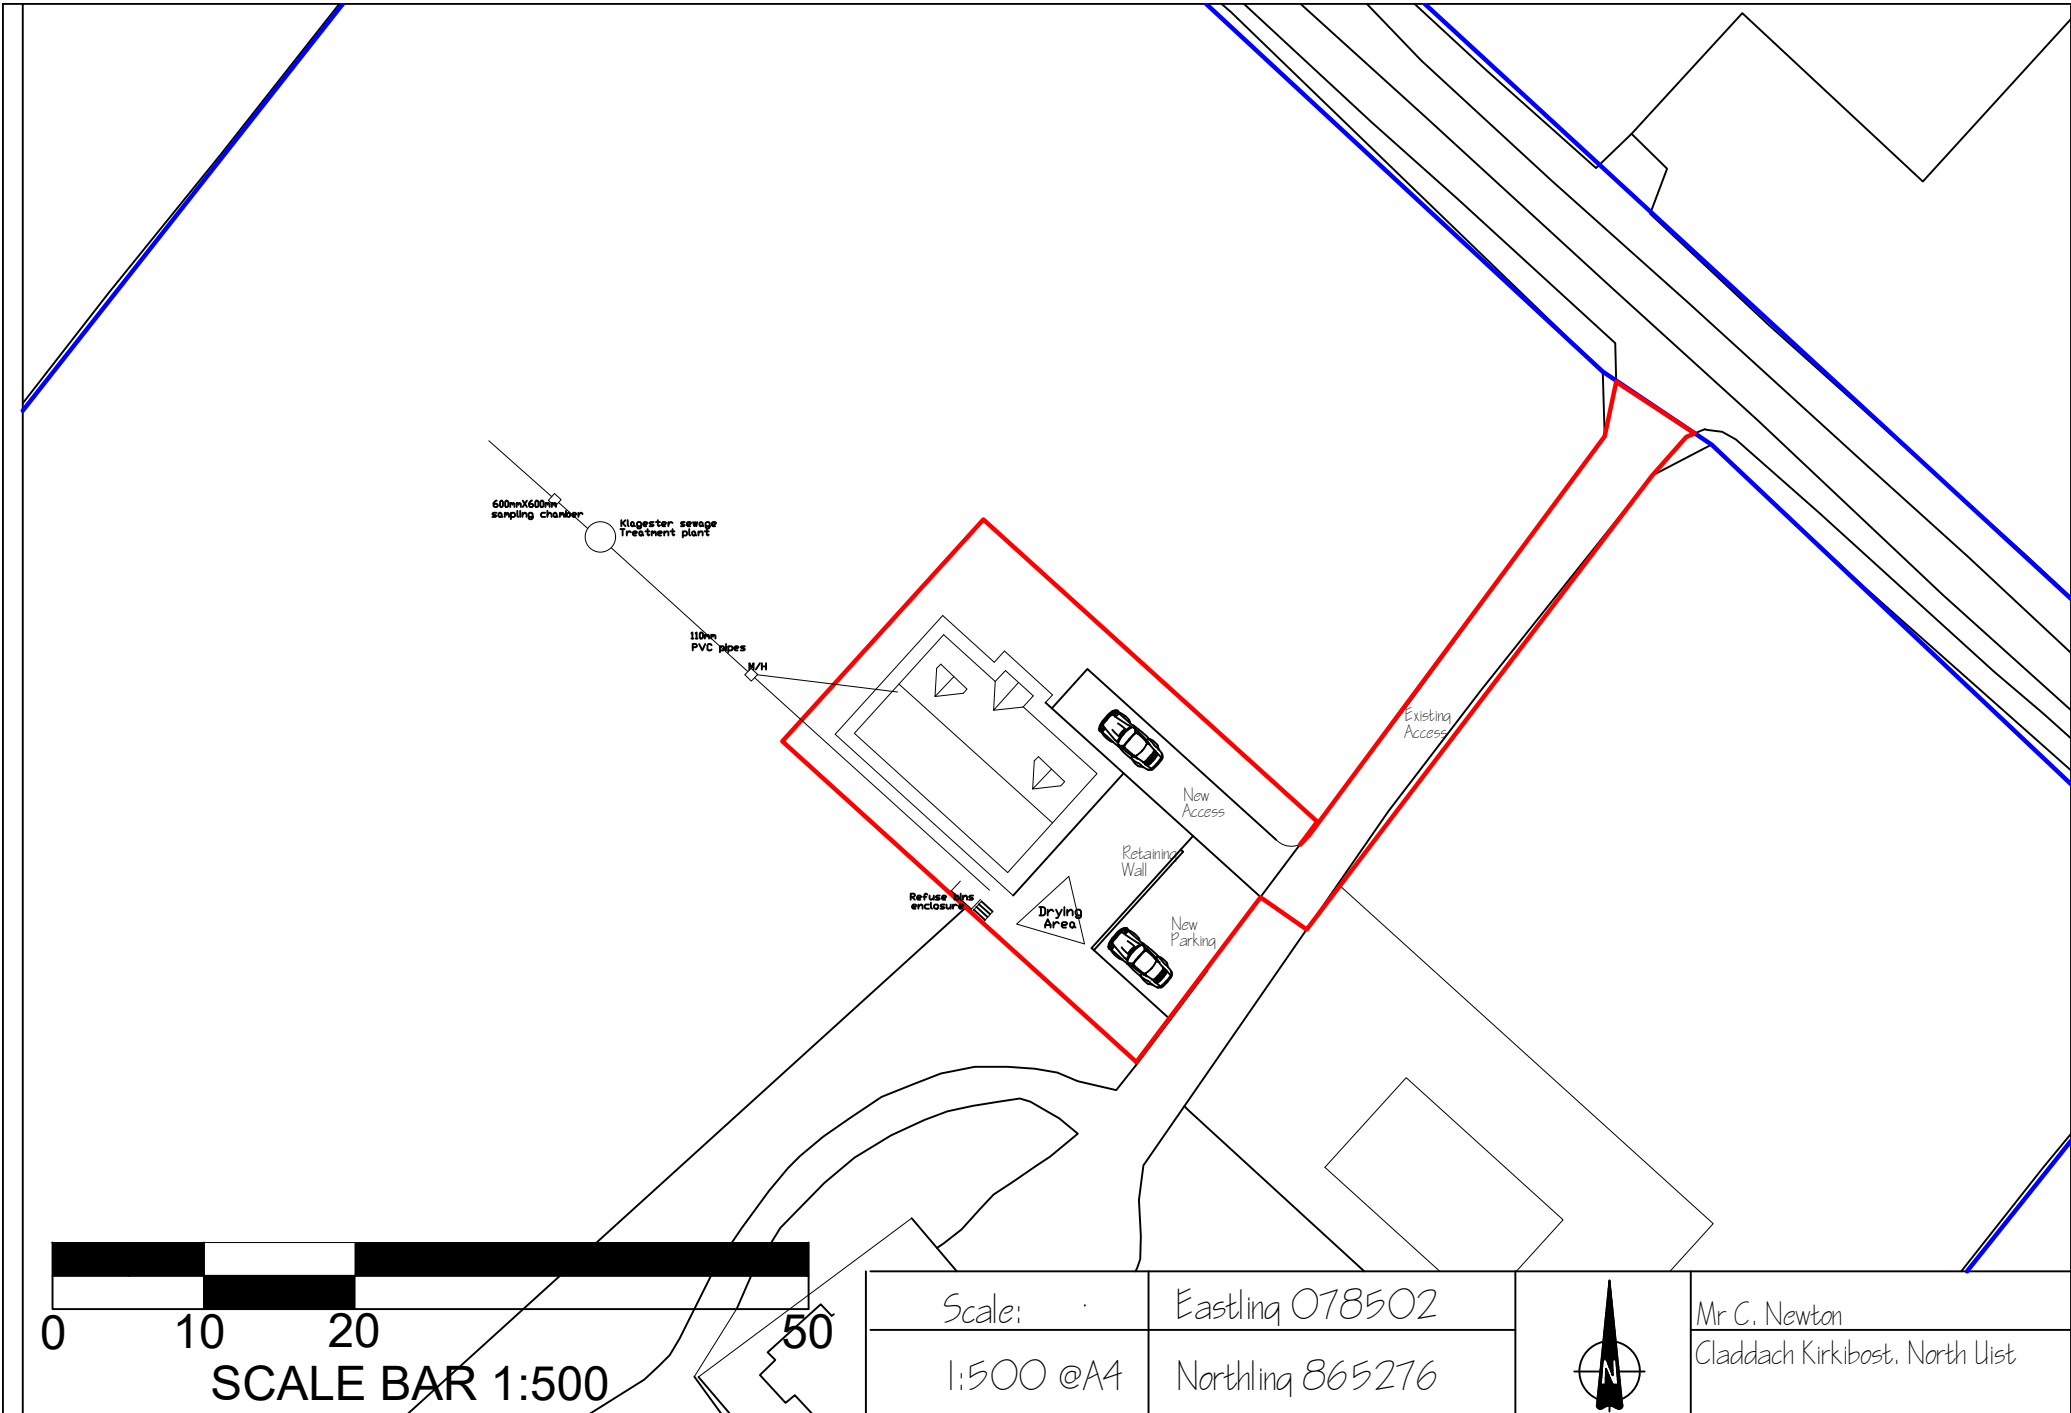 600mmX600mm
sampling chamber
Klagester sewage
Treatment plant
110mm
PVC pipes
M/H
Existing
Access
New
Access
Retaining
Wall
Refuse bins
enclosure
Drying
Area
New
Parking
0 10 20 50
SCALE BAR 1:500
Scale:
1:500 @A4
Eastling 078502
Northling 865276
N
Mr C. Newton
Claddach Kirkibost. North Uist